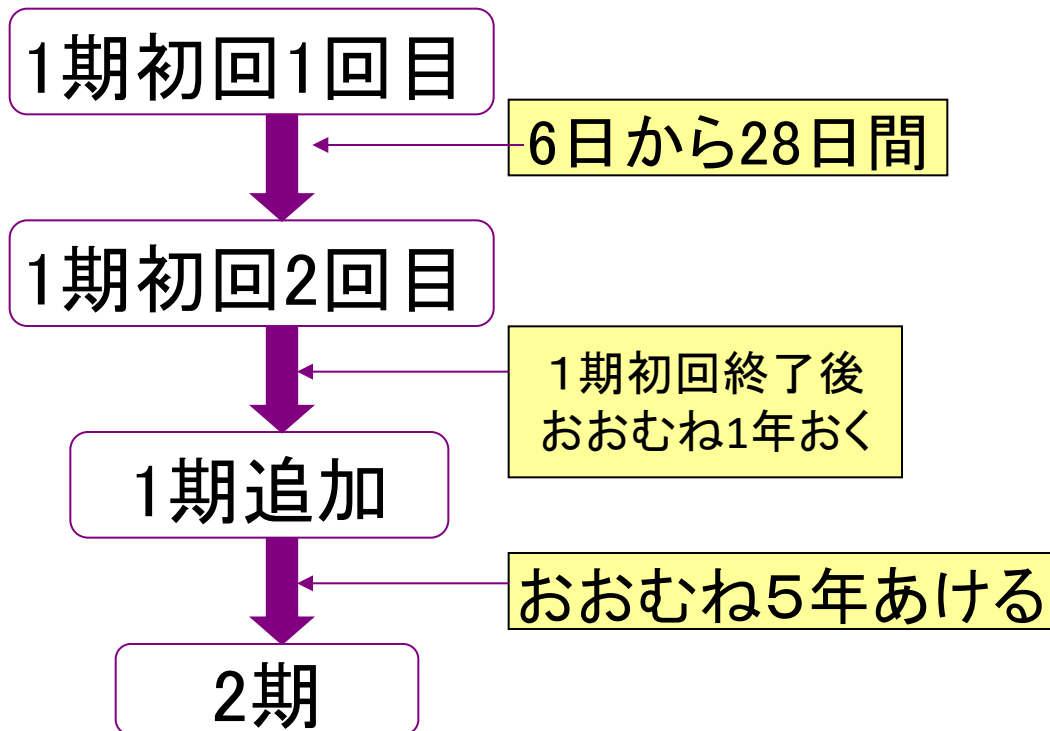 1期初回1回目
6日から28日間
1期初回2回目
１期初回終了後
おおむね1年おく
1期追加
おおむね５年あける
2期